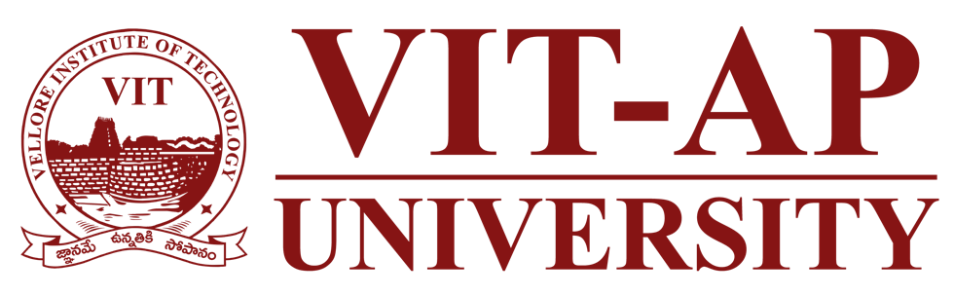 VELLORE INSTITUTE OF TECHNOLOGY
VIT
జ్ఞానమే ఉన్నతికి సోపానం
VIT-AP
UNIVERSITY